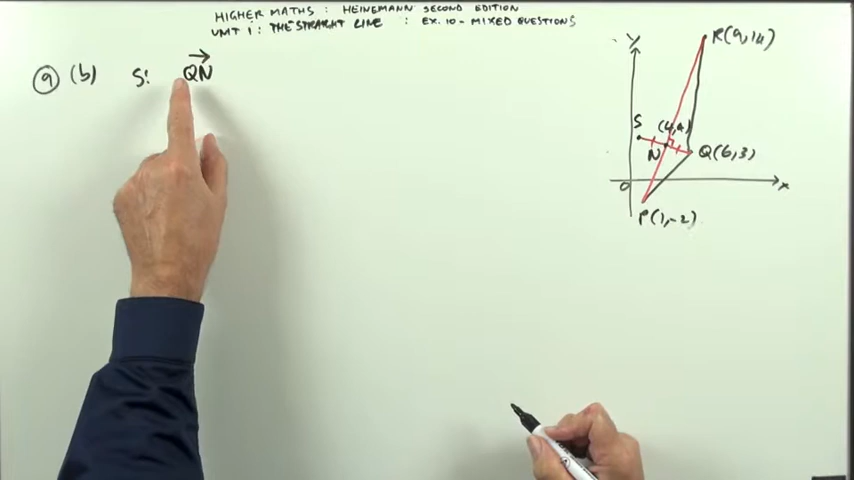 HIGHER MATHS : HEINEMANN SECOND EDITION
UNIT 1 : THE STRAIGHT LINE : EX. 10 - MIXED QUESTIONS
9 (b) S: QN
y
R(9,14)
S
(4,4)
N
Q(6,3)
O
x
P(1,-2)